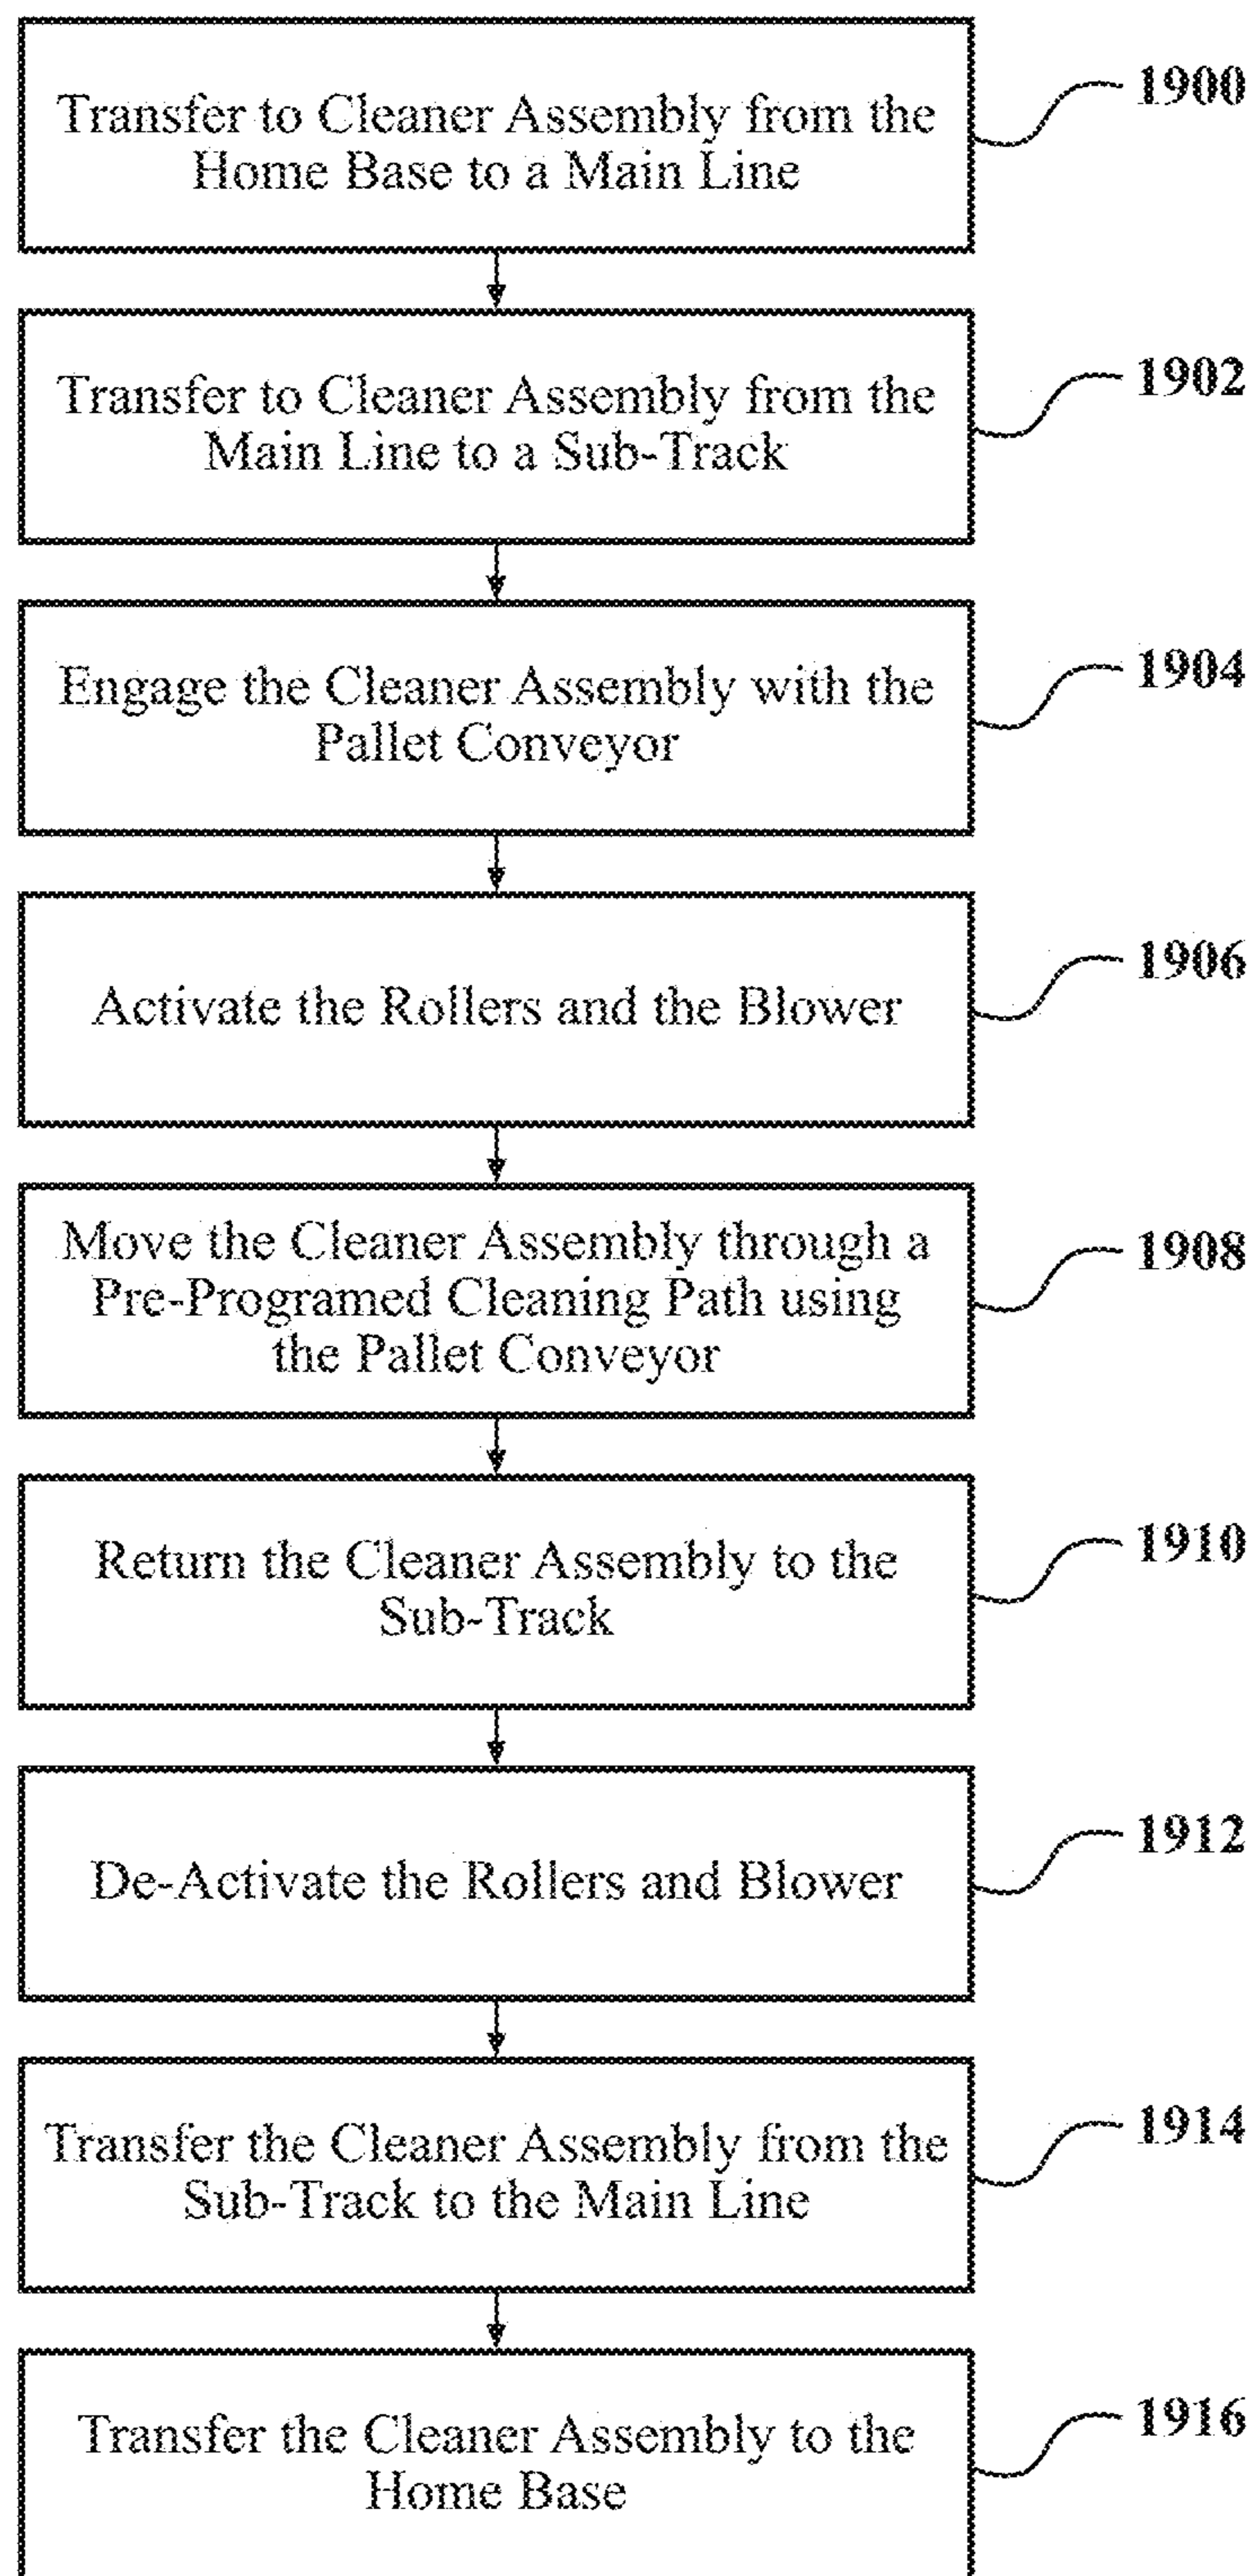 Transfer to Cleaner Assembly from the
Home Base to a Main Line
1900
Transfer to Cleaner Assembly from the
Main Line to a Sub-Track
1902
Engage the Cleaner Assembly with the
Pallet Conveyor
1904
Activate the Rollers and the Blower
1906
Move the Cleaner Assembly through a
Pre-Programed Cleaning Path using
the Pallet Conveyor
1908
Return the Cleaner Assembly to the
Sub-Track
1910
De-Activate the Rollers and Blower
1912
Transfer the Cleaner Assembly from the
Sub-Track to the Main Line
1914
Transfer the Cleaner Assembly to the
Home Base
1916